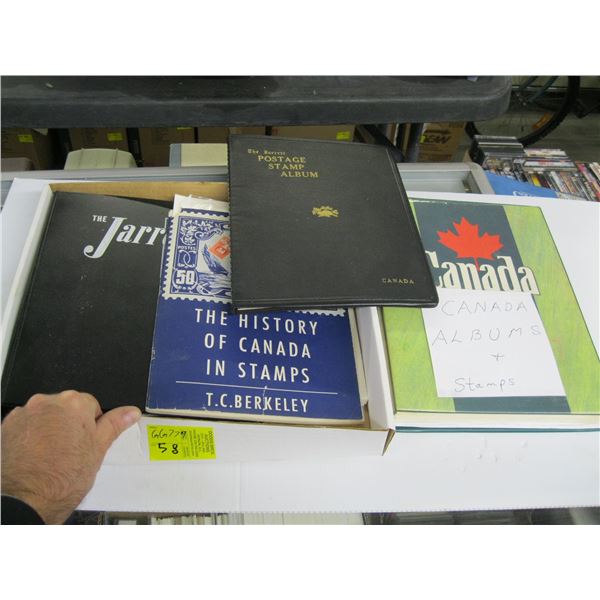 The Jarrett
POSTAGE
STAMP
ALBUM
CANADA
THE
Jarr
POSTES
50
THE HISTORY
OF CANADA
IN STAMPS
T.C.BERKELEY
Canada
CANADA
ALBUMS
+
Stamps
58